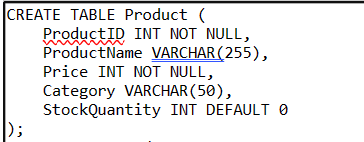 CREATE TABLE Product (
    ProductID INT NOT NULL,
    ProductName VARCHAR(255),
    Price INT NOT NULL,
    Category VARCHAR(50),
    StockQuantity INT DEFAULT 0
);